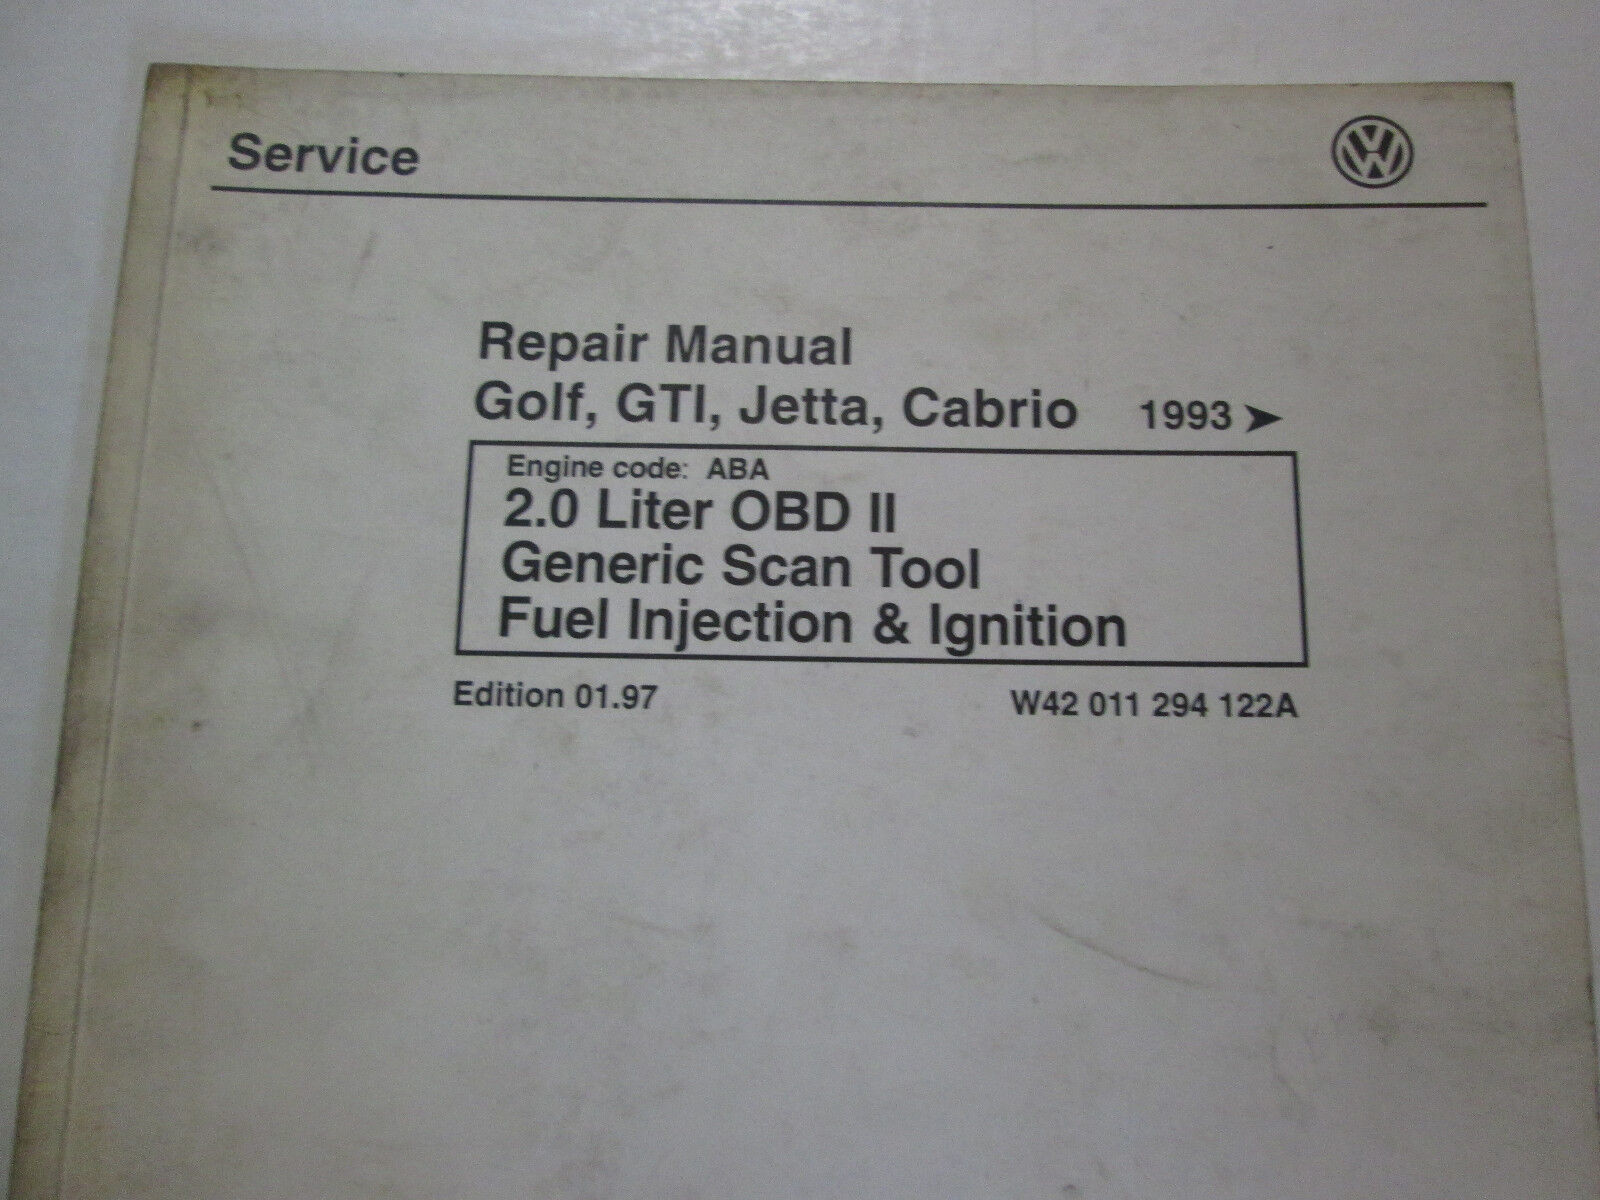 Service
Repair Manual
Golf, GTI, Jetta, Cabrio 1993 ➤
Engine code: ABA
2.0 Liter OBD II
Generic Scan Tool
Fuel Injection & Ignition
Edition 01.97 W42 011 294 122A